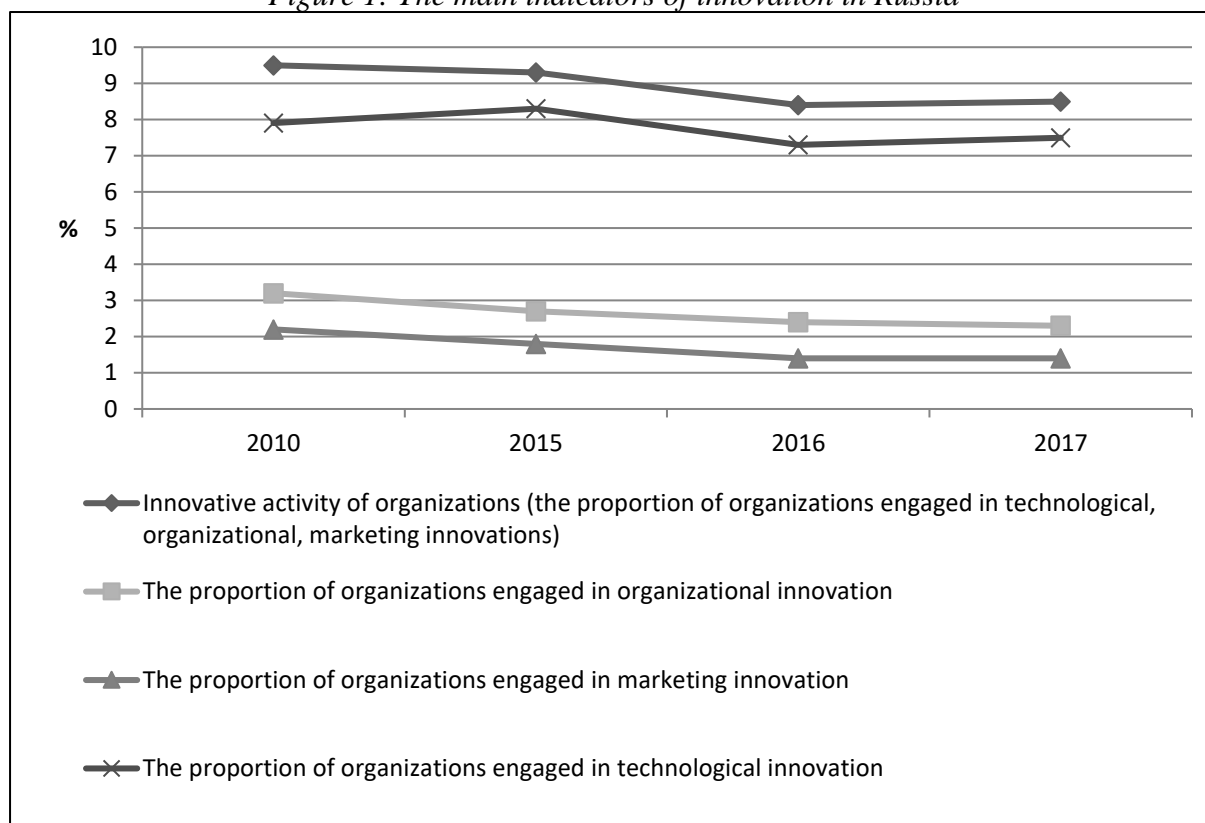 Figure 1. The main indicators of innovation in Russia
10
9
8
7
6
%
5
4
3
2
1
0
2010
2015
2016
2017
Innovative activity of organizations (the proportion of organizations engaged in technological,
organizational, marketing innovations)
The proportion of organizations engaged in organizational innovation
The proportion of organizations engaged in marketing innovation
The proportion of organizations engaged in technological innovation